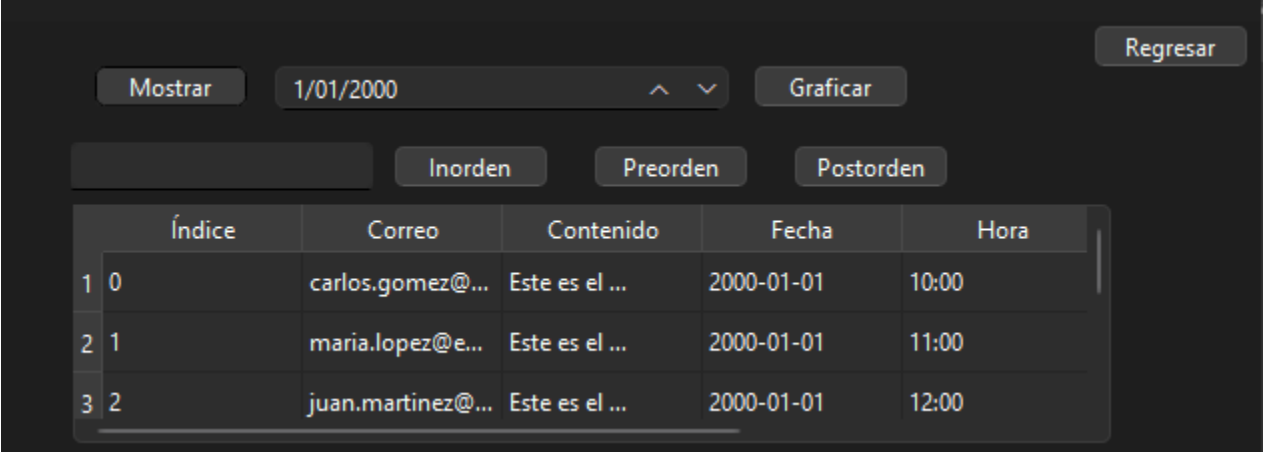 Regresar
Mostrar 1/01/2000 Graficar
Inorden Preorden Postorden
Índice Correo Contenido Fecha Hora
1 0 carlos.gomez@... Este es el ... 2000-01-01 10:00
2 1 maria.lopez@e... Este es el ... 2000-01-01 11:00
3 2 juan.martinez@... Este es el ... 2000-01-01 12:00